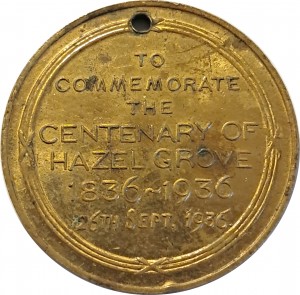 TO
COMMEMORATE
THE
CENTENARY OF
HAZEL GROVE
1836~1936
26TH SEPT. 1936